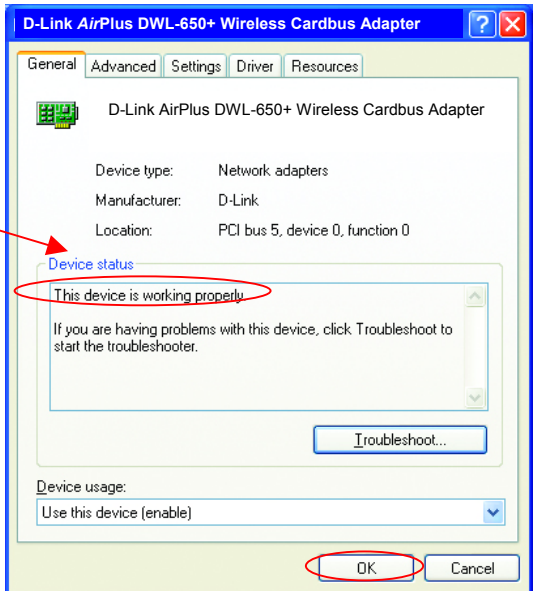 D-Link AirPlus DWL-650+ Wireless Cardbus Adapter
General Advanced Settings Driver Resources
D-Link AirPlus DWL-650+ Wireless Cardbus Adapter
Device type: Network adapters
Manufacturer: D-Link
Location: PCI bus 5, device 0, function 0
Device status
This device is working properly.
If you are having problems with this device, click Troubleshoot to
start the troubleshooter.
Troubleshoot...
Device usage:
Use this device (enable)
OK Cancel